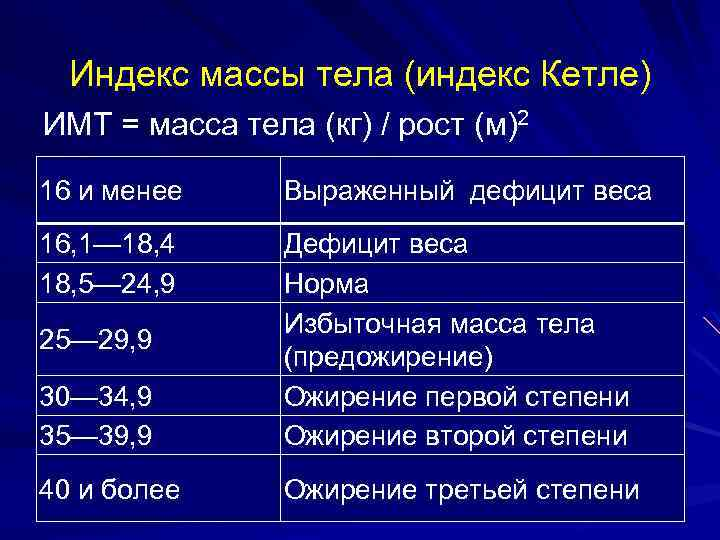 Индекс массы тела (индекс Кетле)
ИМТ = масса тела (кг) / рост (м)2
16 и менее Выраженный дефицит веса
16,1—18,4 Дефицит веса
18,5—24,9 Норма
25—29,9 Избыточная масса тела
(предожирение)
30—34,9 Ожирение первой степени
35—39,9 Ожирение второй степени
40 и более Ожирение третьей степени